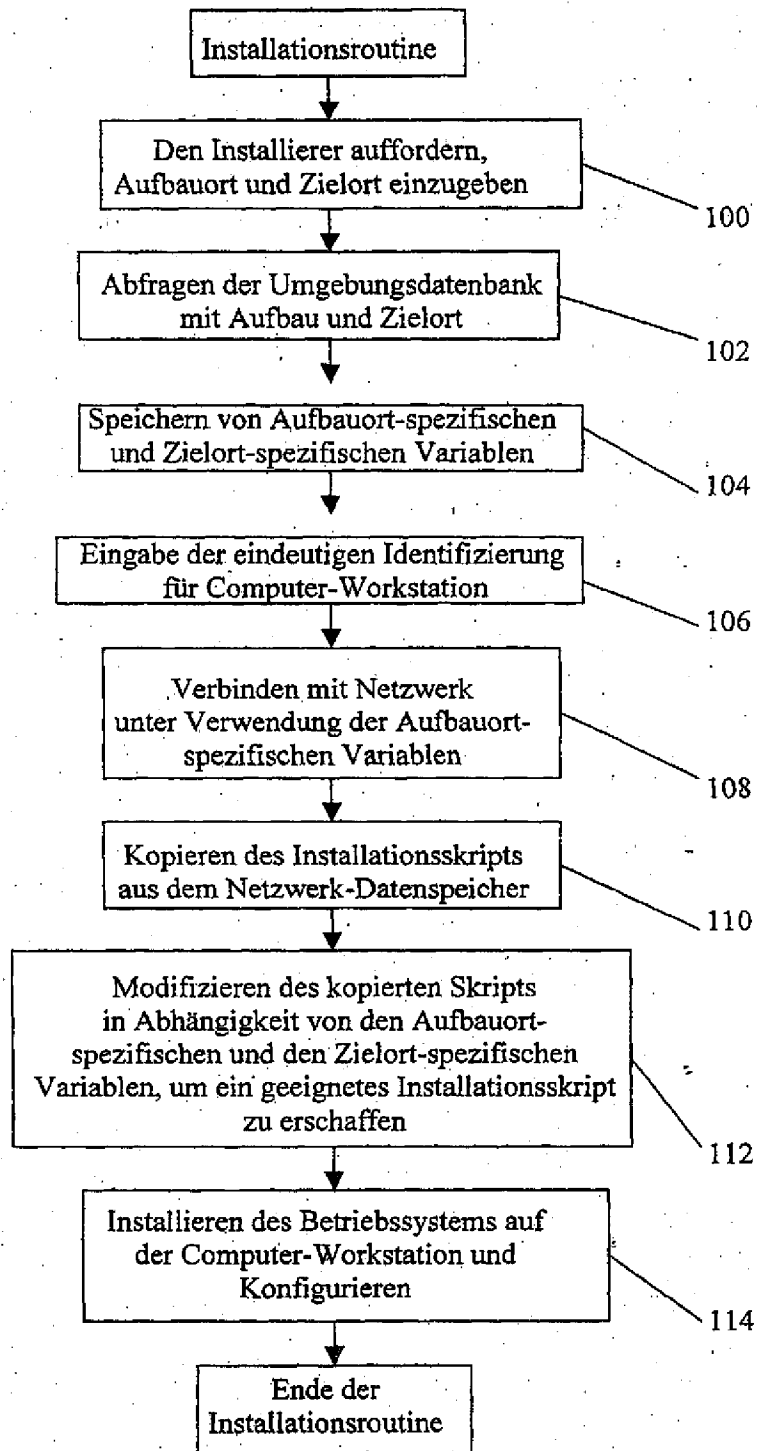 Installationsroutine
Den Installierer auffordern,
Aufbauort und Zielort einzugeben
100
Abfragen der Umgebungsdatenbank
mit Aufbau und Zielort
102
Speichern von Aufbauort-spezifischen
und Zielort-spezifischen Variablen
104
Eingabe der eindeutigen Identifizierung
für Computer-Workstation
106
Verbinden mit Netzwerk
unter Verwendung der Aufbauort-
spezifischen Variablen
108
Kopieren des Installationsskripts
aus dem Netzwerk-Datenspeicher
110
Modifizieren des kopierten Skripts
in Abhängigkeit von den Aufbauort-
spezifischen und den Zielort-spezifischen
Variablen, um ein geeignetes Installationsskript
zu erschaffen
112
Installieren des Betriebssystems auf
der Computer-Workstation und
Konfigurieren
114
Ende der
Installationsroutine